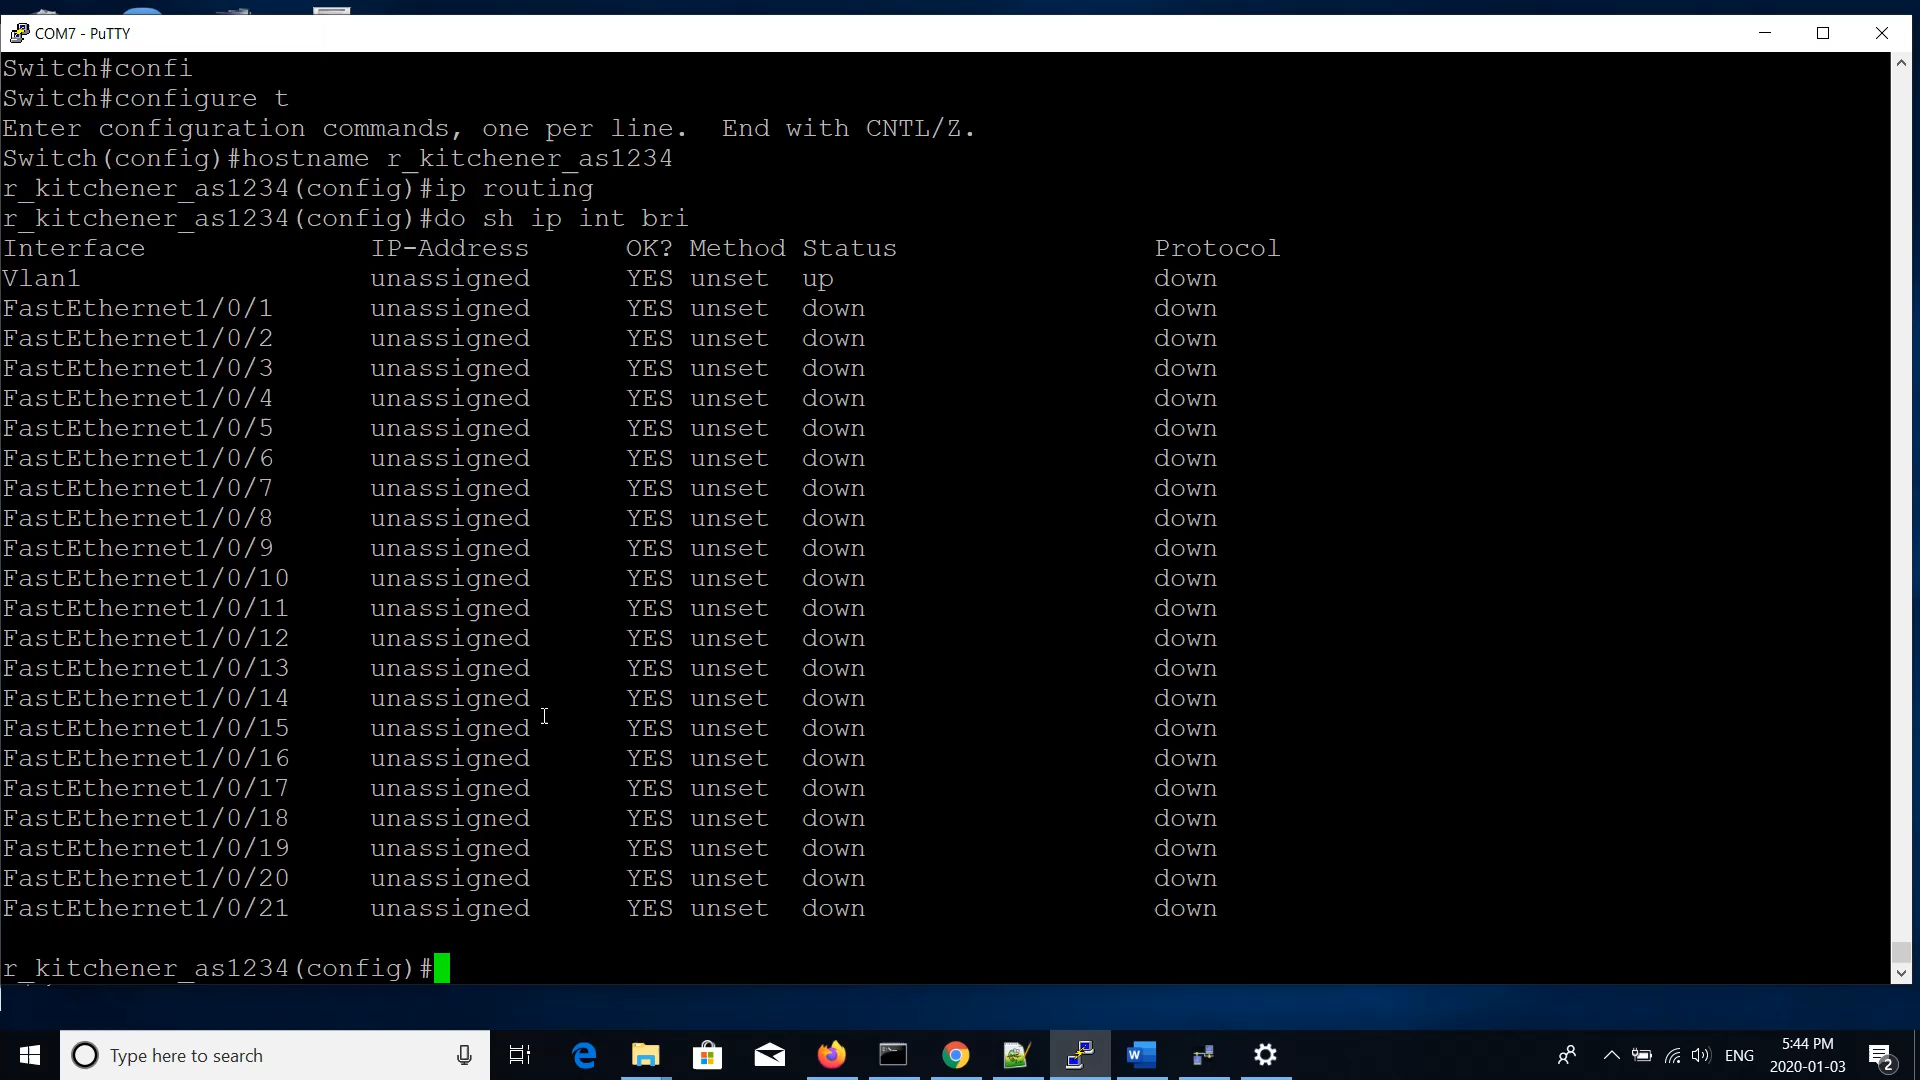 COM7 - PuTTY
Switch#confi
Switch#configure t
Enter configuration commands, one per line.  End with CNTL/Z.
Switch(config)#hostname r_kitchener_as1234
r_kitchener_as1234(config)#ip routing
r_kitchener_as1234(config)#do sh ip int bri
Interface IP-Address OK? Method Status Protocol
Vlan1 unassigned YES unset up down
FastEthernet1/0/1 unassigned YES unset down down
FastEthernet1/0/2 unassigned YES unset down down
FastEthernet1/0/3 unassigned YES unset down down
FastEthernet1/0/4 unassigned YES unset down down
FastEthernet1/0/5 unassigned YES unset down down
FastEthernet1/0/6 unassigned YES unset down down
FastEthernet1/0/7 unassigned YES unset down down
FastEthernet1/0/8 unassigned YES unset down down
FastEthernet1/0/9 unassigned YES unset down down
FastEthernet1/0/10 unassigned YES unset down down
FastEthernet1/0/11 unassigned YES unset down down
FastEthernet1/0/12 unassigned YES unset down down
FastEthernet1/0/13 unassigned YES unset down down
FastEthernet1/0/14 unassigned YES unset down down
FastEthernet1/0/15 unassigned YES unset down down
FastEthernet1/0/16 unassigned YES unset down down
FastEthernet1/0/17 unassigned YES unset down down
FastEthernet1/0/18 unassigned YES unset down down
FastEthernet1/0/19 unassigned YES unset down down
FastEthernet1/0/20 unassigned YES unset down down
FastEthernet1/0/21 unassigned YES unset down down
r_kitchener_as1234(config)#
Type here to search
ENG
5:44 PM
2020-01-03
2